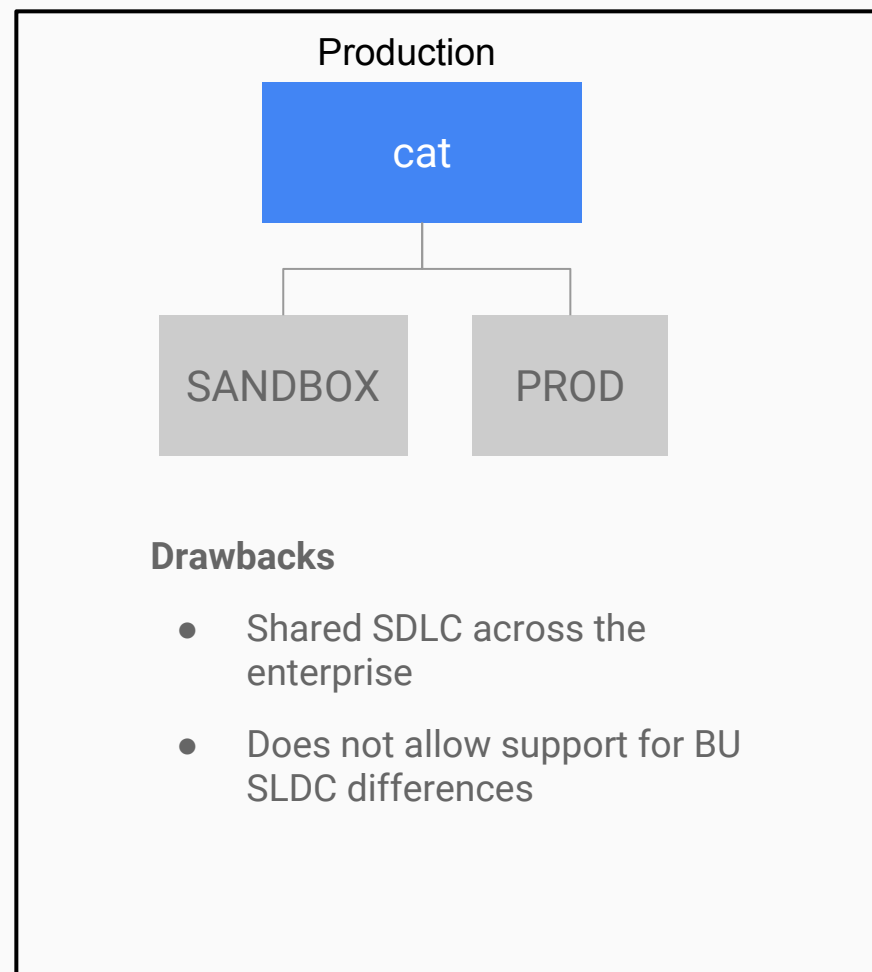 Production
cat
SANDBOX
PROD
Drawbacks
● Shared SDLC across the
enterprise
● Does not allow support for BU
SLDC differences